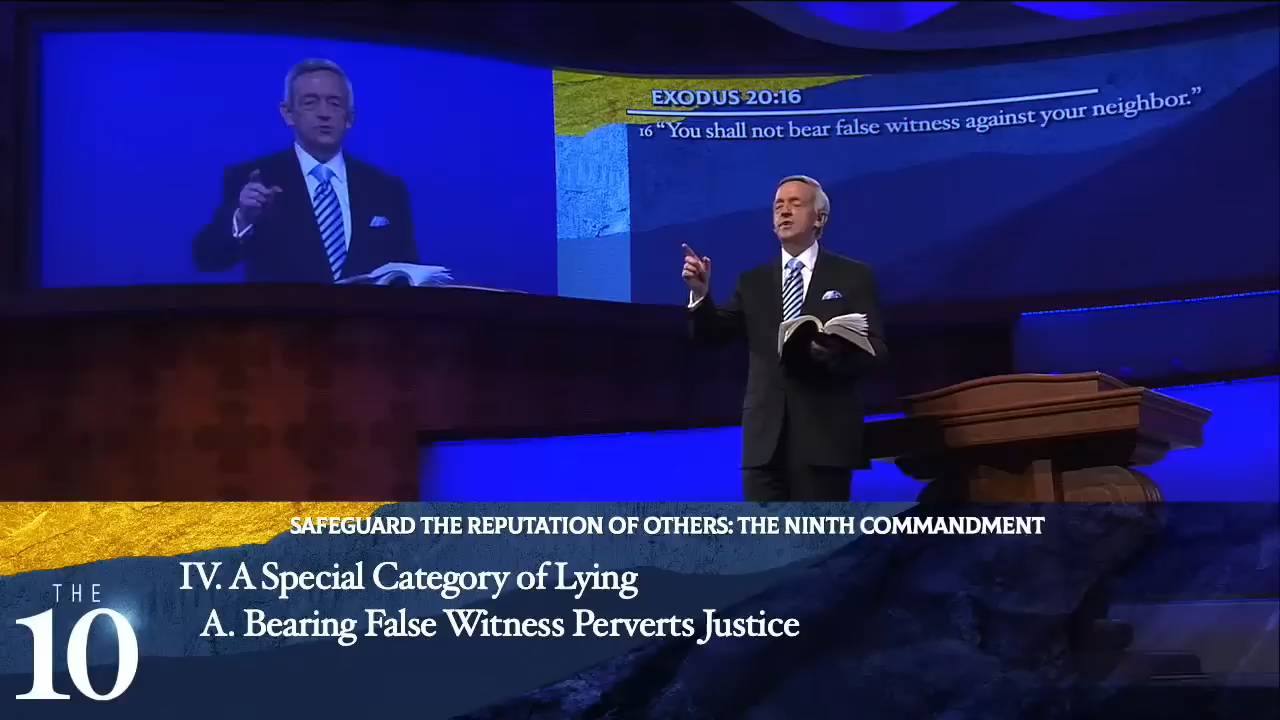 EXODUS 20:16
16 “You shall not bear false witness against your neighbor.”
SAFEGUARD THE REPUTATION OF OTHERS: THE NINTH COMMANDMENT
IV. A Special Category of Lying
A. Bearing False Witness Perverts Justice
THE
10